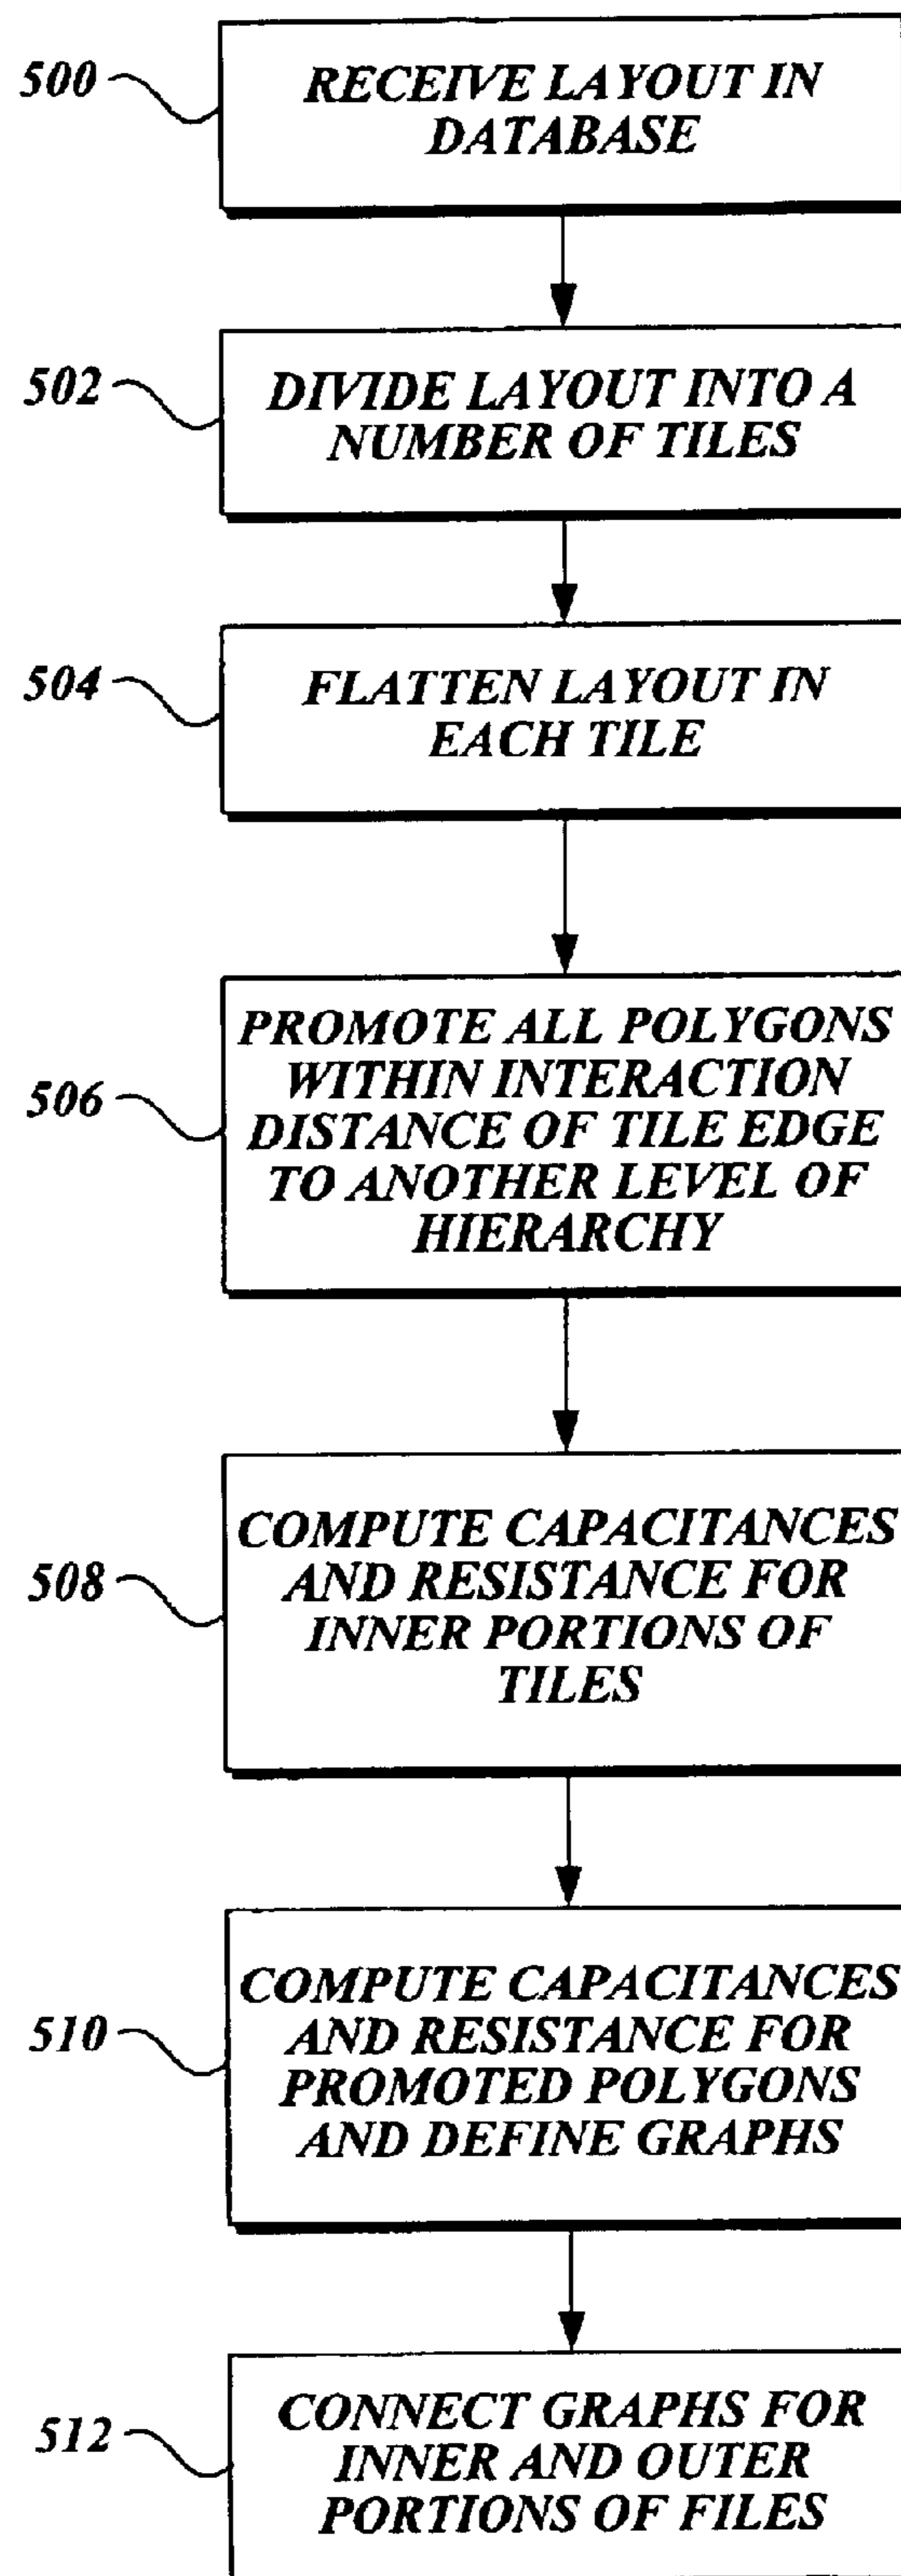 500
RECEIVE LAYOUT IN
DATABASE
502
DIVIDE LAYOUT INTO A
NUMBER OF TILES
504
FLATTEN LAYOUT IN
EACH TILE
506
PROMOTE ALL POLYGONS
WITHIN INTERACTION
DISTANCE OF TILE EDGE
TO ANOTHER LEVEL OF
HIERARCHY
508
COMPUTE CAPACITANCES
AND RESISTANCE FOR
INNER PORTIONS OF
TILES
510
COMPUTE CAPACITANCES
AND RESISTANCE FOR
PROMOTED POLYGONS
AND DEFINE GRAPHS
512
CONNECT GRAPHS FOR
INNER AND OUTER
PORTIONS OF FILES